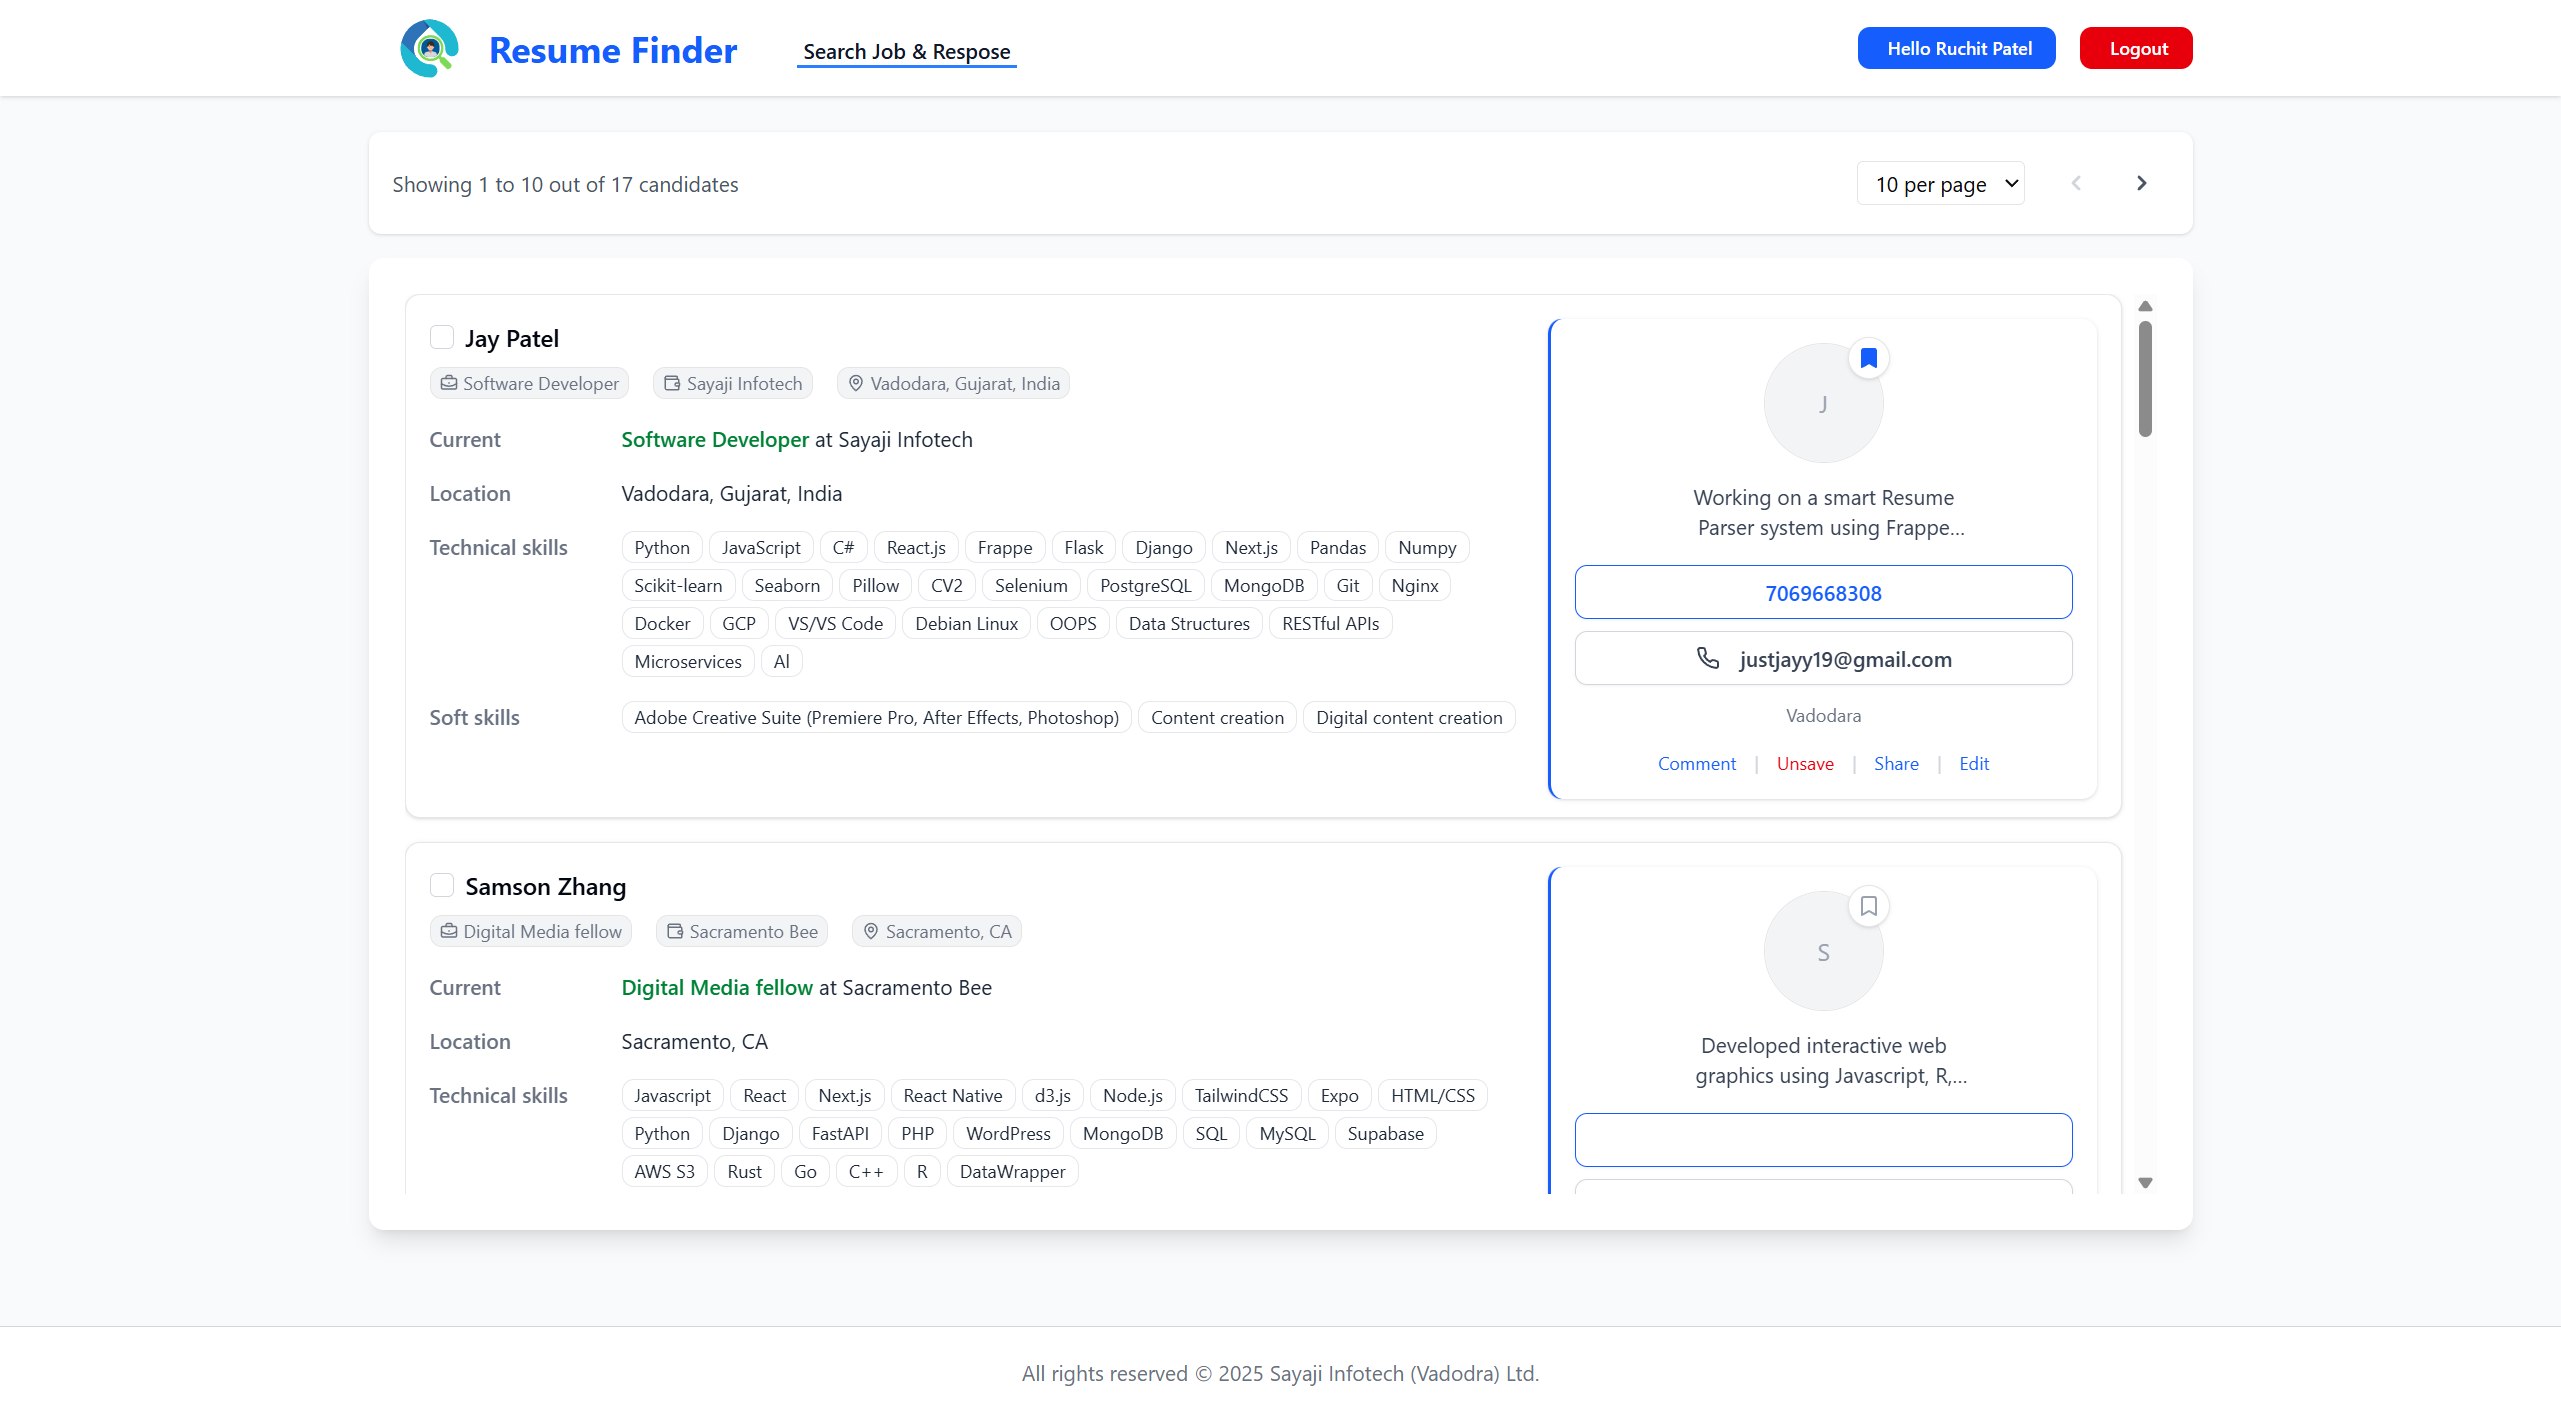 Resume Finder
Search Job & Respose
Hello Ruchit Patel
Logout
Showing 1 to 10 out of 17 candidates
10 per page
Jay Patel
Software Developer
Sayaji Infotech
Vadodara, Gujarat, India
Current
Software Developer at Sayaji Infotech
Location
Vadodara, Gujarat, India
Technical skills
Python JavaScript C# React.js Frappe Flask Django Next.js Pandas Numpy
Scikit-learn Seaborn Pillow CV2 Selenium PostgreSQL MongoDB Git Nginx
Docker GCP VS/VS Code Debian Linux OOPS Data Structures RESTful APIs
Microservices Al
Soft skills
Adobe Creative Suite (Premiere Pro, After Effects, Photoshop) Content creation Digital content creation
J
Working on a smart Resume
Parser system using Frappe...
7069668308
justjayy19@gmail.com
Vadodara
Comment | Unsave | Share | Edit
Samson Zhang
Digital Media fellow
Sacramento Bee
Sacramento, CA
Current
Digital Media fellow at Sacramento Bee
Location
Sacramento, CA
Technical skills
Javascript React Next.js React Native d3.js Node.js TailwindCSS Expo HTML/CSS
Python Django FastAPI PHP WordPress MongoDB SQL MySQL Supabase
AWS S3 Rust Go C++ R DataWrapper
S
Developed interactive web
graphics using Javascript, R,...
All rights reserved © 2025 Sayaji Infotech (Vadodra) Ltd.